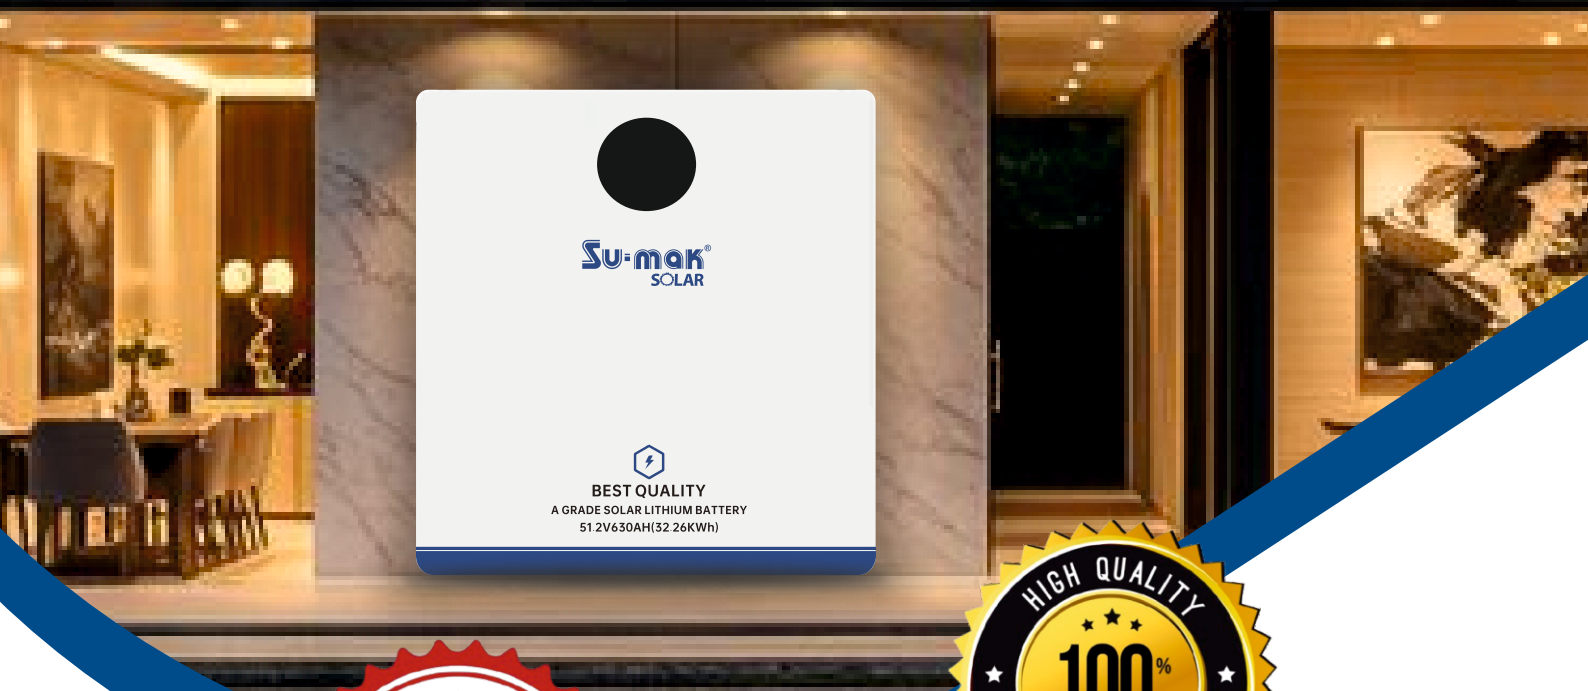 Su-mak®
SOLAR
BEST QUALITY
A GRADE SOLAR LITHIUM BATTERY
51.2V630AH(32.26KWh)
HIGH QUALITY
100%